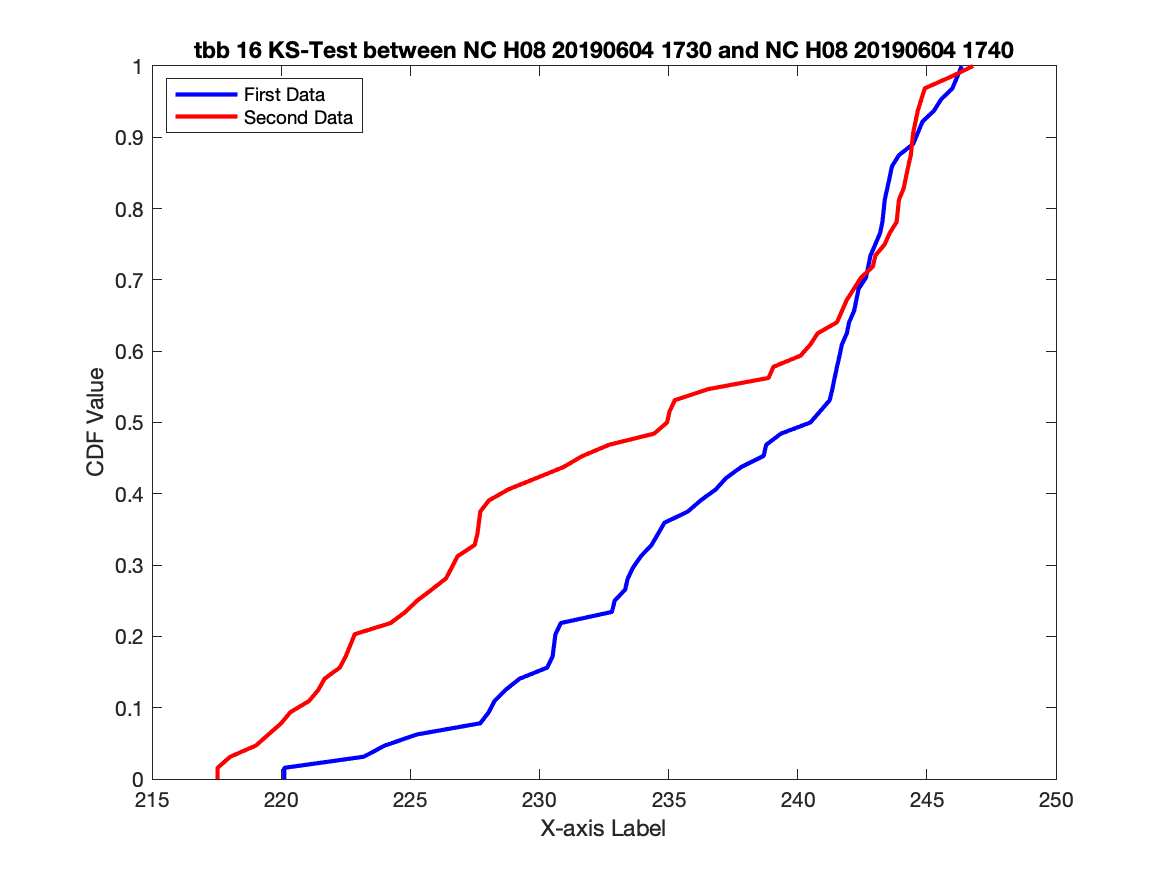 tbb 16 KS-Test between NC H08 20190604 1730 and NC H08 20190604 1740
First Data
Second Data
1
0.9
0.8
0.7
0.6
0.5
0.4
0.3
0.2
0.1
0
CDF Value
215 220 225 230 235 240 245 250
X-axis Label